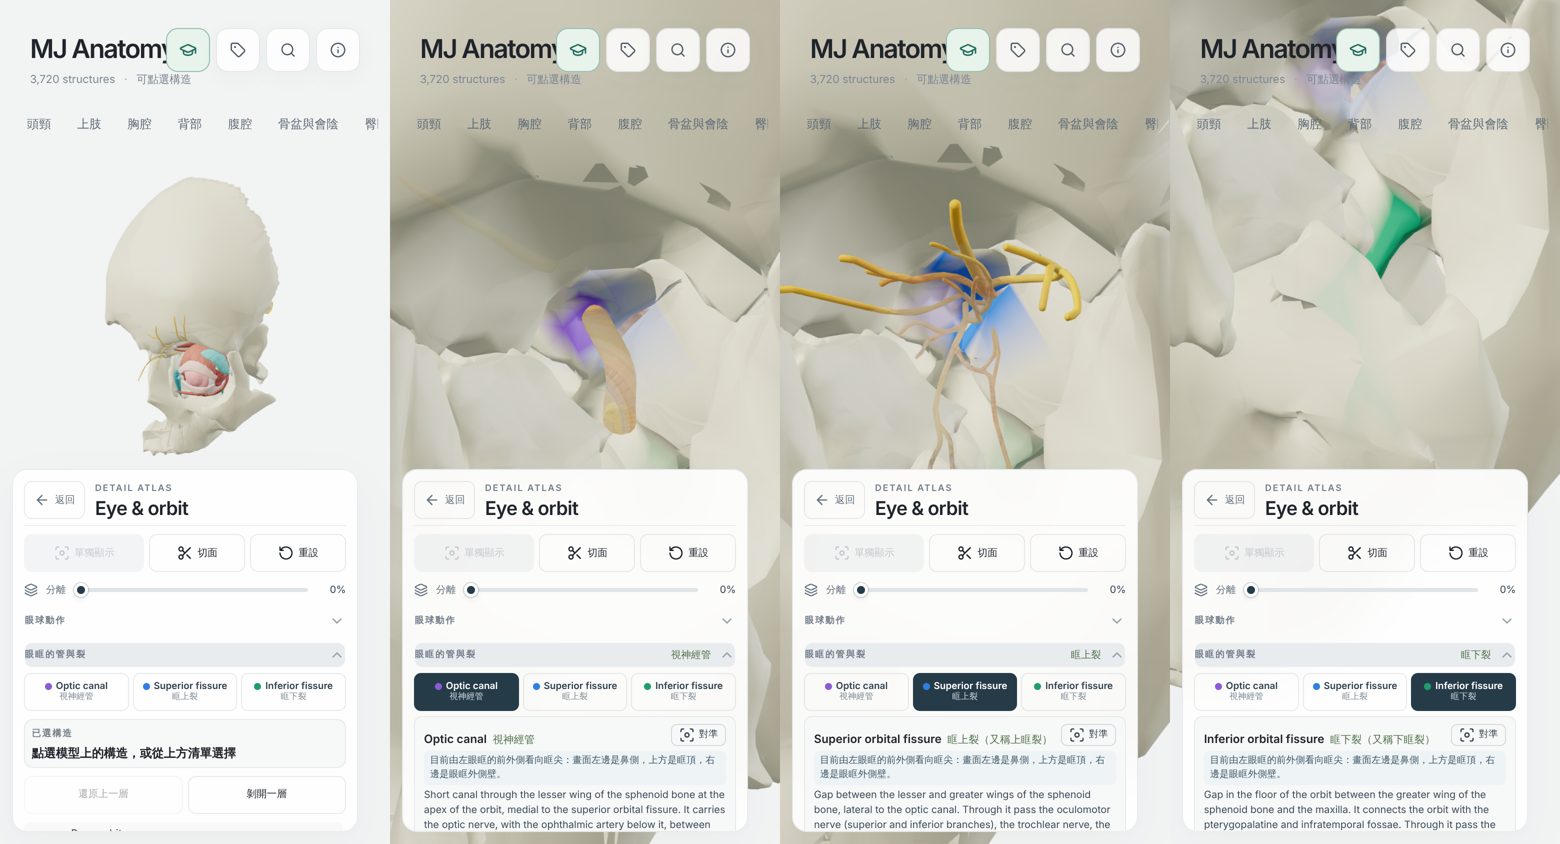 MJ Anatomy
3,720 structures · 可點選構造
頭頸 上肢 胸腔 背部 腹腔 骨盆與會陰 臀
DETAIL ATLAS
返回
Eye & orbit
單獨顯示 切面 重設
分離 0%
眼球動作
眼眶的管與裂
Optic canal
視神經管
Superior fissure
眶上裂
Inferior fissure
眶下裂
已選構造
點選模型上的構造，或從上方清單選擇
還原上一層 剝開一層
MJ Anatomy
3,720 structures · 可點選構造
頭頸 上肢 胸腔 背部 腹腔 骨盆與會陰 臀
DETAIL ATLAS
返回
Eye & orbit
單獨顯示 切面 重設
分離 0%
眼球動作
眼眶的管與裂 視神經管
Optic canal
視神經管
Superior fissure
眶上裂
Inferior fissure
眶下裂
Optic canal 視神經管 對準
目前由左眼眶的前外側看向眶尖：畫面左邊是鼻側，上方是眶頂，右
邊是眼眶外側壁。
Short canal through the lesser wing of the sphenoid bone at the
apex of the orbit, medial to the superior orbital fissure. It carries
the optic nerve, with the ophthalmic artery below it, between
MJ Anatomy
3,720 structures · 可點選構造
頭頸 上肢 胸腔 背部 腹腔 骨盆與會陰 臀
DETAIL ATLAS
返回
Eye & orbit
單獨顯示 切面 重設
分離 0%
眼球動作
眼眶的管與裂 眶上裂
Optic canal
視神經管
Superior fissure
眶上裂
Inferior fissure
眶下裂
Superior orbital fissure 眶上裂（又稱上眶裂） 對準
目前由左眼眶的前外側看向眶尖：畫面左邊是鼻側，上方是眶頂，右
邊是眼眶外側壁。
Gap between the lesser and greater wings of the sphenoid
bone, lateral to the optic canal. Through it pass the oculomotor
nerve (superior and inferior branches), the trochlear nerve, the
MJ Anatomy
3,720 structures · 可點選構造
頭頸 上肢 胸腔 背部 腹腔 骨盆與會陰 臀
DETAIL ATLAS
返回
Eye & orbit
單獨顯示 切面 重設
分離 0%
眼球動作
眼眶的管與裂 眶下裂
Optic canal
視神經管
Superior fissure
眶上裂
Inferior fissure
眶下裂
Inferior orbital fissure 眶下裂（又稱下眶裂） 對準
目前由左眼眶的前外側看向眶尖：畫面左邊是鼻側，上方是眶頂，右
邊是眼眶外側壁。
Gap in the floor of the orbit between the greater wing of the
sphenoid bone and the maxilla. It connects the orbit with the
pterygopalatine and infratemporal fossae. Through it pass the